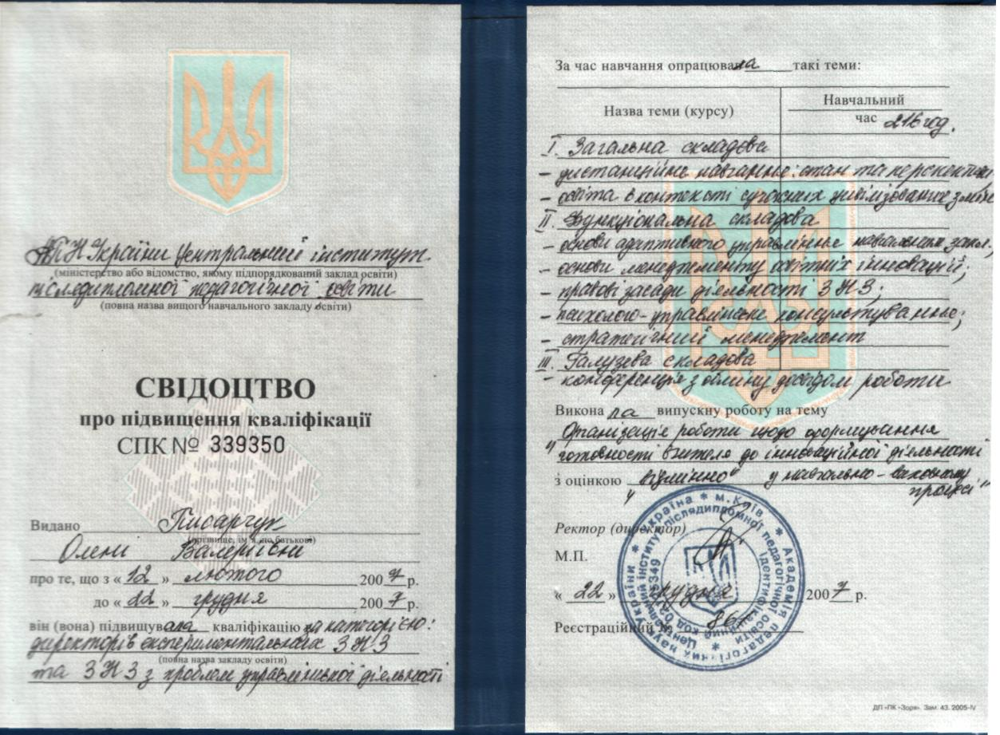 АПН України Центральний інститут
(міністерство або відомство, якому підпорядкований заклад освіти)
післядипломної педагогічної освіти
(повна назва вищого навчального закладу освіти)
СВІДОЦТВО
про підвищення кваліфікації
СПК № 339350
Видано Писарчук
(прізвище, ім'я, по батькові)
Олені Валеріївні
про те, що з « 12 » лютого 2007 р.
до « 22 » грудня 2007 р.
він (вона) підвищувала кваліфікацію за категорією:
директорів експериментальних ЗНЗ
(повна назва закладу освіти)
та ЗНЗ з проблем управлінської діяльності
За час навчання опрацювала такі теми:
Назва теми (курсу)
Навчальний
час 216 год.
I. Загальна складова
- дистанційне навчання: стан та перспективи
- освіта в контексті сучасних цивілізованих змін
II. Функціональна складова
- основи адаптивного управління навчальних закл.;
- основи менеджменту освітніх інновацій;
- правові засади діяльності ЗНЗ;
- психолого-управлінське консультування;
- стратегічний менеджмент
III. Галузева складова
- конференція з обміну досвідом роботи
Викона ла випускну роботу на тему
Організація роботи щодо формування
"готовності вчителя до інноваційної діяльності
з оцінкою "відмінно" у навчально-виховному
процесі"
Ректор (директор)
М.П.
« 22 » грудня 2007 р.
Реєстраційний № 867
Україна * м.Київ * Академія педагогічних наук України *
Центральний інститут післядипломної педагогічної освіти *
Ідентифікаційний код
ДП «ПК «Зоря». Зам. 43. 2005-IV